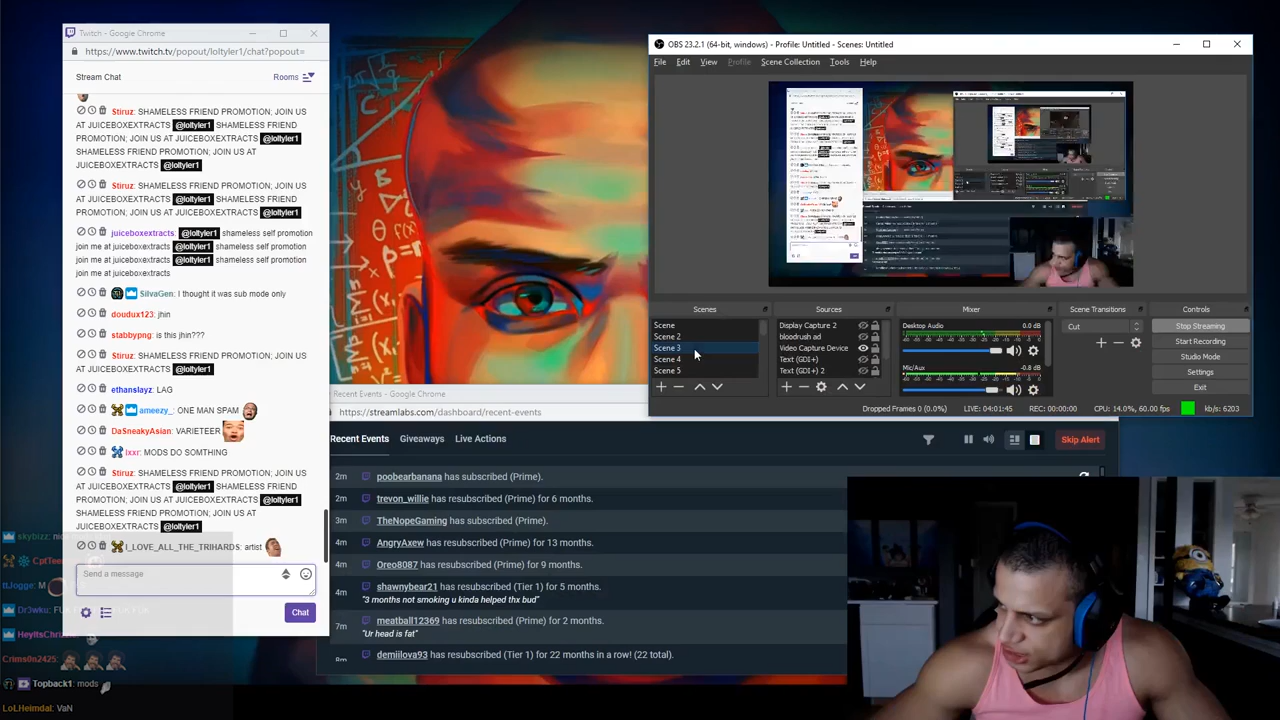 Twitch - Google Chrome
https://www.twitch.tv/popout/loltyler1/chat?popout=
Stream Chat
Rooms
Stiruz: SHAMELESS FRIEND PROMOTION; JOIN US
AT JUICEBOXEXTRACTS @loltyler1 SHAMELESS
FRIEND PROMOTION; JOIN US AT @loltyler1
PROMOTION; JOIN US AT JUICEBOXEXTRACTS
SHAMELESS FRIEND PROMOTION; JOIN US AT
JUICEBOXEXTRACTS @loltyler1
Stiruz: SHAMELESS FRIEND PROMOTION; JOIN US
AT JUICEBOXEXTRACTS @loltyler1 SHAMELESS
FRIEND PROMOTION; JOIN US AT @loltyler1
juiceboxextracts: shameless self promotion
join me at juiceboxextracts @loltyler1 shameless
self promotion join me at juiceboxextracts
@loltyler1 shameless self promotion
join me at juiceboxextracts
SilvaGen: I thought it was sub mode only
doudux123: jhin
stabbypng: is this jhin???
Stiruz: SHAMELESS FRIEND PROMOTION; JOIN US
AT JUICEBOXEXTRACTS @loltyler1
ethanslayz: LAG
ameezy_: ONE MAN SPAM
DaSneakyAsian: VARIETEER
ixxr: MODS DO SOMTHING
Stiruz: SHAMELESS FRIEND PROMOTION; JOIN US
AT JUICEBOXEXTRACTS @loltyler1 SHAMELESS
FRIEND PROMOTION; JOIN US AT
JUICEBOXEXTRACTS @loltyler1 SHAMELESS
FRIEND PROMOTION; JOIN US AT
JUICEBOXEXTRACTS @loltyler1
I_LOVE_ALL_THE_TRIHARDS: artist
Send a message
Chat
skybizz:
ttJogge: M
Dr3wku:
Crims0n2425:
Topback1: mods
LoLHeimdal: VaN
OBS 23.2.1 (64-bit, windows) - Profile: Untitled - Scenes: Untitled
File Edit View Profile Scene Collection Tools Help
Scenes Sources Mixer Scene Transitions Controls
Scene
Scene 2
Scene 3
Scene 4
Scene 5
Display Capture 2
bloodrush ad
Video Capture Device
Text (GDI+)
Text (GDI+) 2
Desktop Audio 0.0 dB
Mic/Aux -0.8 dB
Cut
Stop Streaming
Start Recording
Studio Mode
Settings
Exit
Dropped Frames 0 (0.0%) LIVE: 04:01:45 REC: 00:00:00 CPU: 14.0%, 60.00 fps kb/s: 6203
Recent Events - Google Chrome
https://streamlabs.com/dashboard/recent-events
Recent Events Giveaways Live Actions Skip Alert
2m poobearbanana has subscribed (Prime).
2m trevon_willie has resubscribed (Prime) for 6 months.
3m TheNopeGaming has subscribed (Prime).
4m AngryAxew has resubscribed (Prime) for 13 months.
4m Oreo8087 has resubscribed (Prime) for 9 months.
4m shawnybear21 has resubscribed (Tier 1) for 5 months.
"3 months not smoking u kinda helped thx bud"
7m meatball12369 has resubscribed (Prime) for 2 months.
"Ur head is fat"
8m demiilova93 has resubscribed (Tier 1) for 22 months in a row! (22 total).